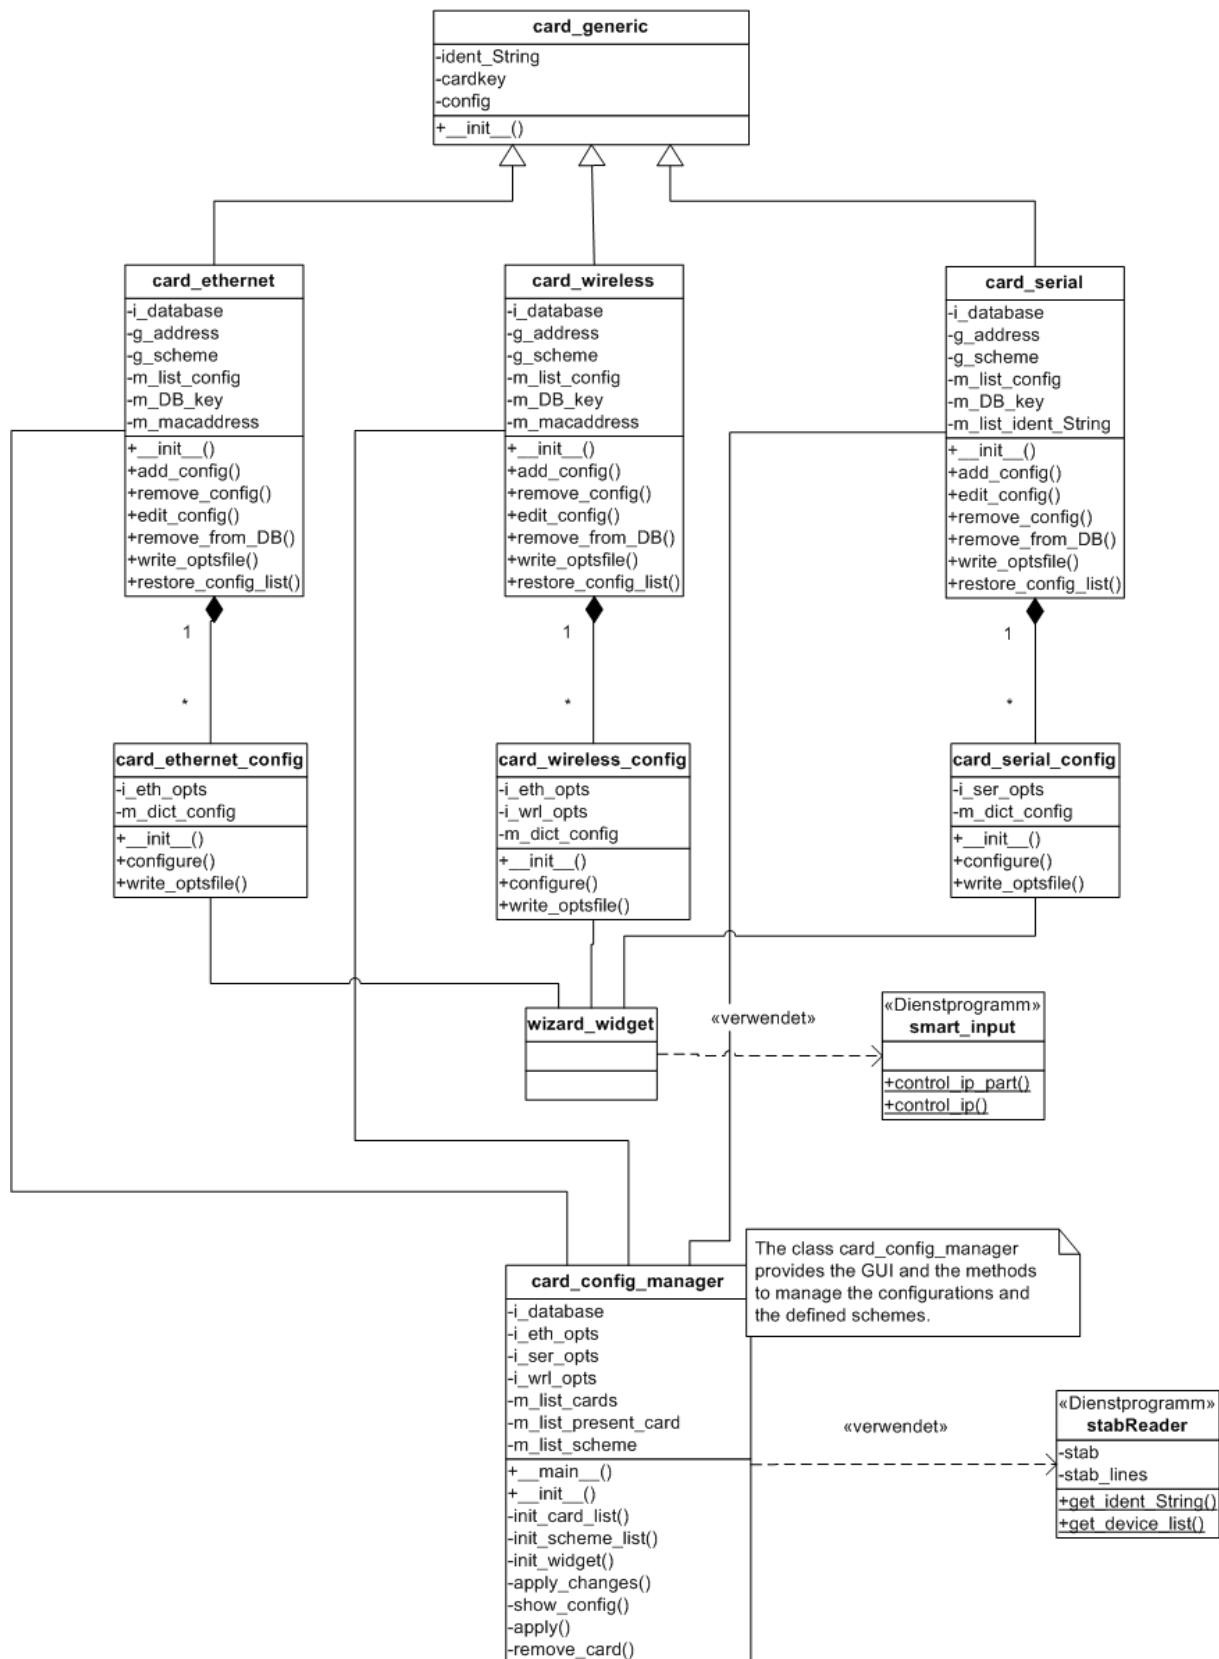 card_generic
-ident_String
-cardkey
-config
+__init__()
card_ethernet
-i_database
-g_address
-g_scheme
-m_list_config
-m_DB_key
-m_macaddress
+__init__()
+add_config()
+remove_config()
+edit_config()
+remove_from_DB()
+write_optsfile()
+restore_config_list()
card_wireless
-i_database
-g_address
-g_scheme
-m_list_config
-m_DB_key
-m_macaddress
+__init__()
+add_config()
+remove_config()
+edit_config()
+remove_from_DB()
+write_optsfile()
+restore_config_list()
card_serial
-i_database
-g_address
-g_scheme
-m_list_config
-m_DB_key
-m_list_ident_String
+__init__()
+add_config()
+edit_config()
+remove_config()
+remove_from_DB()
+write_optsfile()
+restore_config_list()
1
*
1
*
1
*
card_ethernet_config
-i_eth_opts
-m_dict_config
+__init__()
+configure()
+write_optsfile()
card_wireless_config
-i_eth_opts
-i_wrl_opts
-m_dict_config
+__init__()
+configure()
+write_optsfile()
card_serial_config
-i_ser_opts
-m_dict_config
+__init__()
+configure()
+write_optsfile()
wizard_widget
«verwendet»
«Dienstprogramm»
smart_input
+control_ip_part()
+control_ip()
The class card_config_manager
provides the GUI and the methods
to manage the configurations and
the defined schemes.
card_config_manager
-i_database
-i_eth_opts
-i_ser_opts
-i_wrl_opts
-m_list_cards
-m_list_present_card
-m_list_scheme
+__main__()
+__init__()
-init_card_list()
-init_scheme_list()
-init_widget()
-apply_changes()
-show_config()
-apply()
-remove_card()
«verwendet»
«Dienstprogramm»
stabReader
-stab
-stab_lines
+get_ident_String()
+get_device_list()